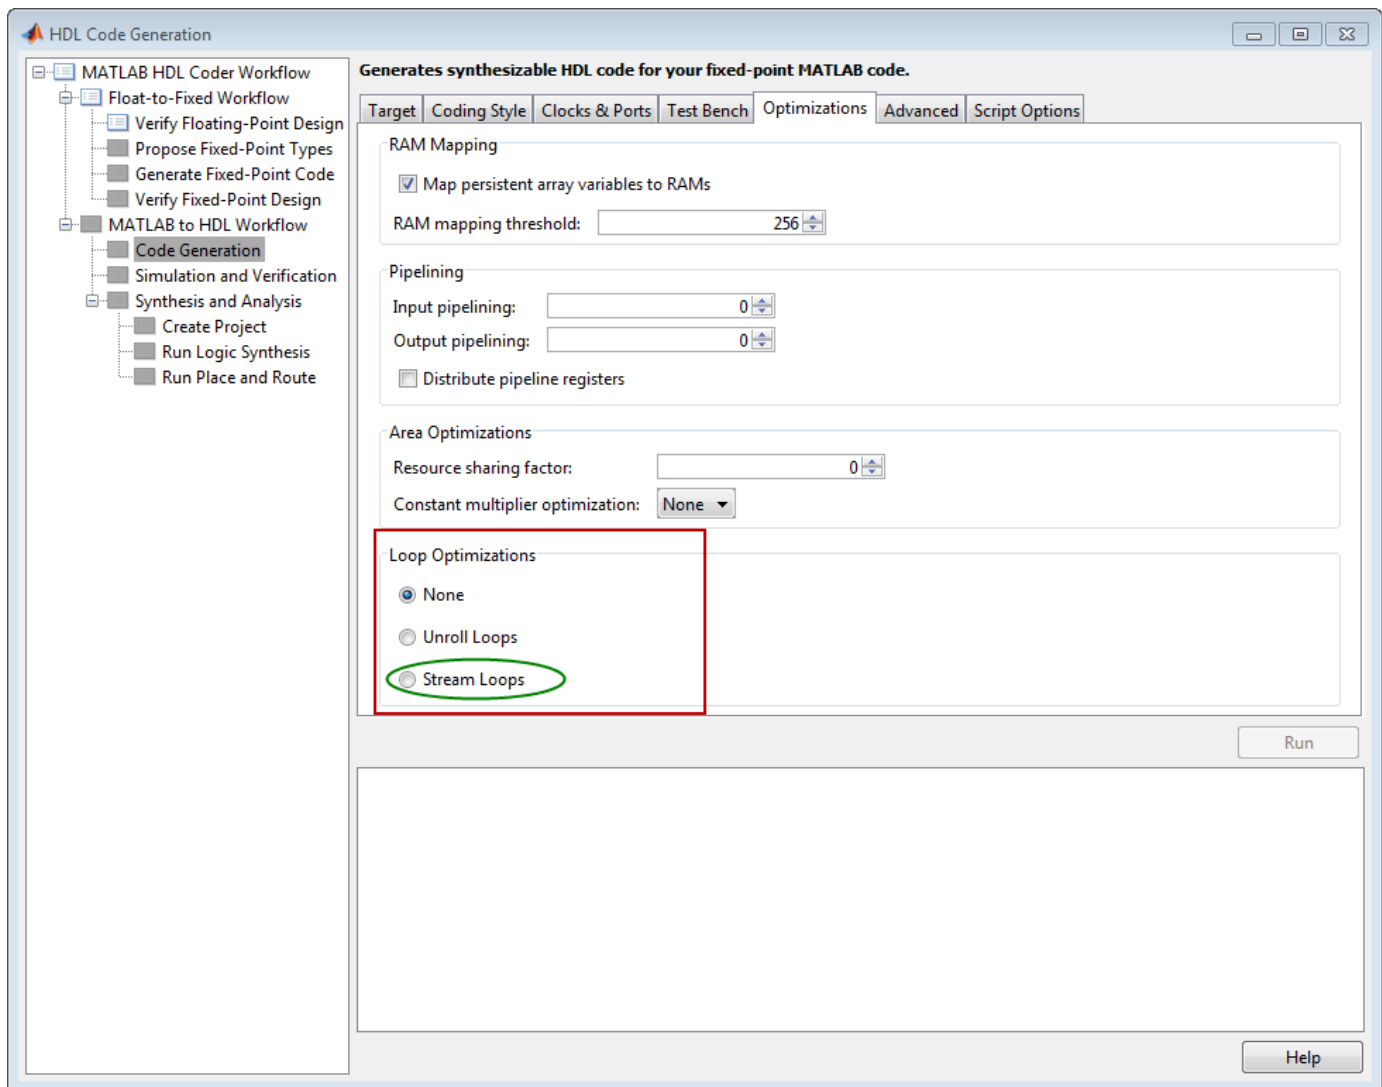 HDL Code Generation
MATLAB HDL Coder Workflow
Float-to-Fixed Workflow
Verify Floating-Point Design
Propose Fixed-Point Types
Generate Fixed-Point Code
Verify Fixed-Point Design
MATLAB to HDL Workflow
Code Generation
Simulation and Verification
Synthesis and Analysis
Create Project
Run Logic Synthesis
Run Place and Route
Generates synthesizable HDL code for your fixed-point MATLAB code.
Target Coding Style Clocks & Ports Test Bench Optimizations Advanced Script Options
RAM Mapping
Map persistent array variables to RAMs
RAM mapping threshold: 256
Pipelining
Input pipelining: 0
Output pipelining: 0
Distribute pipeline registers
Area Optimizations
Resource sharing factor: 0
Constant multiplier optimization: None
Loop Optimizations
None
Unroll Loops
Stream Loops
Run
Help